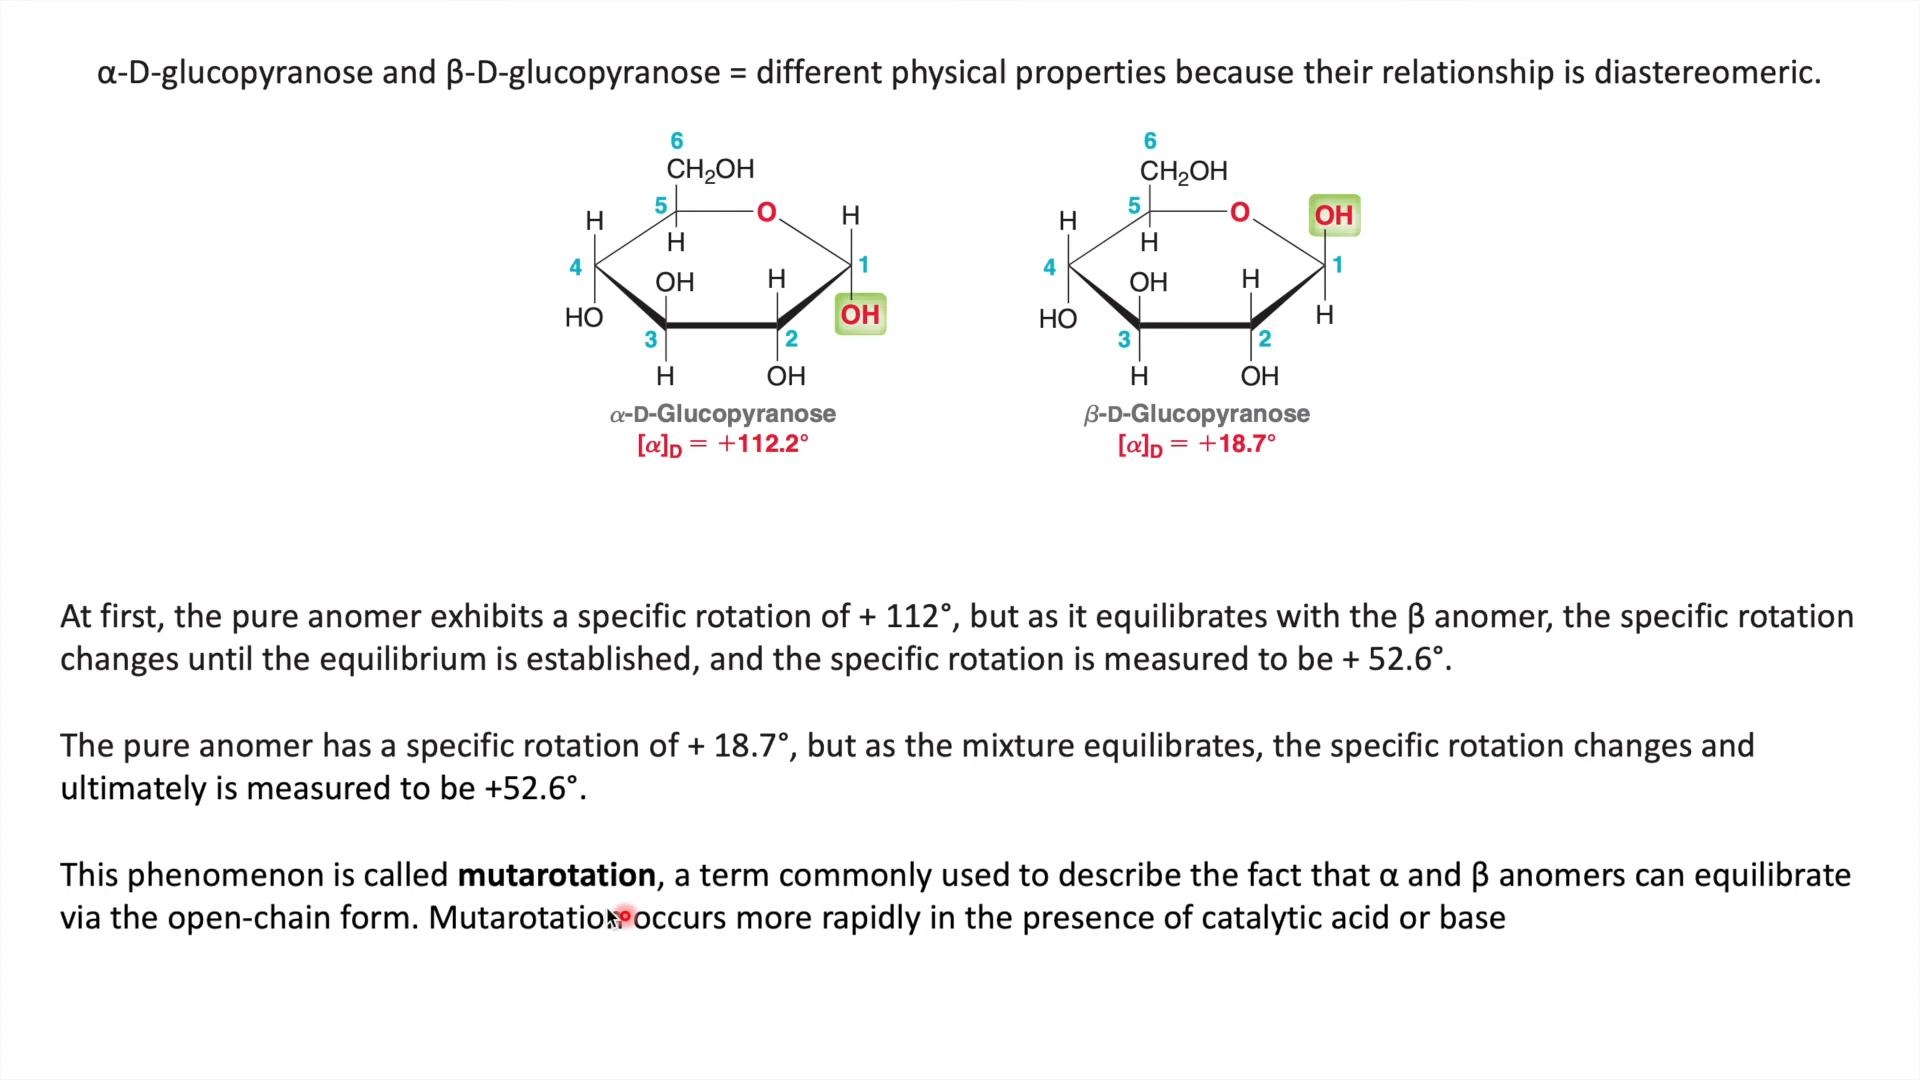 α-D-glucopyranose and β-D-glucopyranose = different physical properties because their relationship is diastereomeric.
6
CH₂OH
5
O
H
H
H
4
OH
H
1
HO
OH
3
2
H
OH
α-D-Glucopyranose
[α]D = +112.2°
6
CH₂OH
5
O
OH
H
H
4
OH
H
1
HO
H
3
2
H
OH
β-D-Glucopyranose
[α]D = +18.7°
At first, the pure anomer exhibits a specific rotation of + 112°, but as it equilibrates with the β anomer, the specific rotation
changes until the equilibrium is established, and the specific rotation is measured to be + 52.6°.
The pure anomer has a specific rotation of + 18.7°, but as the mixture equilibrates, the specific rotation changes and
ultimately is measured to be +52.6°.
This phenomenon is called mutarotation, a term commonly used to describe the fact that α and β anomers can equilibrate
via the open-chain form. Mutarotation occurs more rapidly in the presence of catalytic acid or base